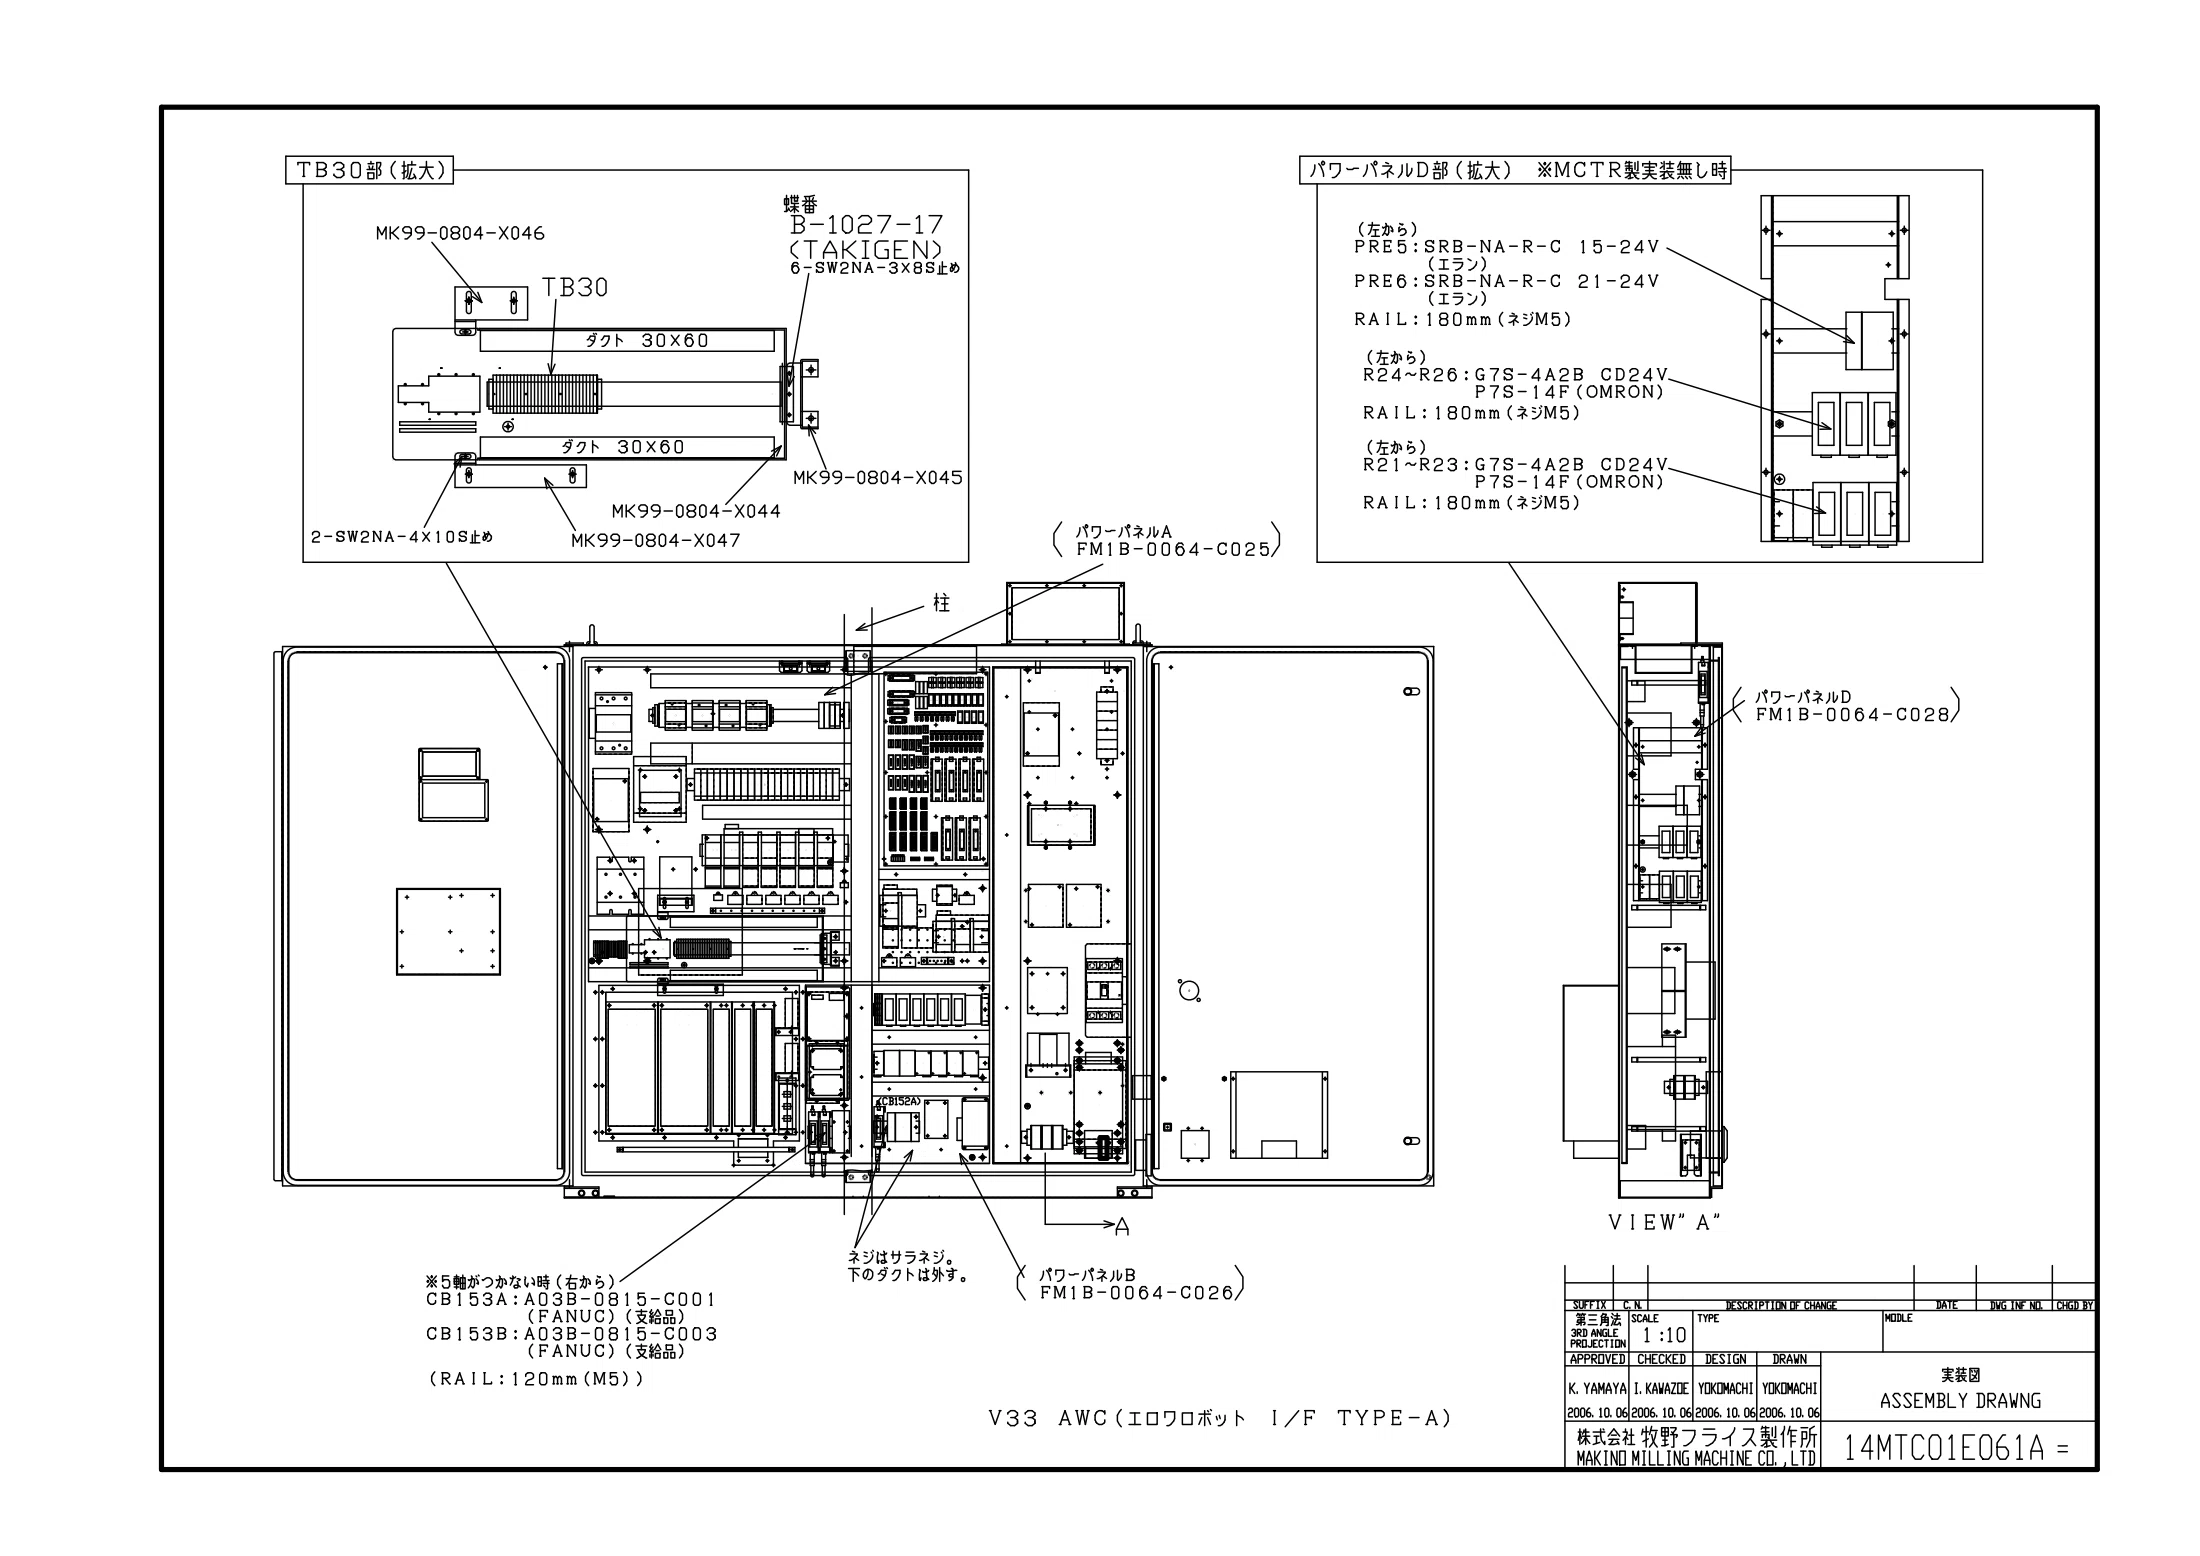 TB30部(拡大)
MK99-0804-X046
TB30
蝶番
B-1027-17
(TAKIGEN)
6-SW2NA-3X8S止め
ダクト 30X60
ダクト 30X60
MK99-0804-X045
MK99-0804-X044
2-SW2NA-4X10S止め
MK99-0804-X047
パワーパネルD部(拡大) ※MCTR製実装無し時
(左から)
PRE5:SRB-NA-R-C 15-24V
(エラン)
PRE6:SRB-NA-R-C 21-24V
(エラン)
RAIL:180mm(ネジM5)
(左から)
R24~R26:G7S-4A2B CD24V
P7S-14F(OMRON)
RAIL:180mm(ネジM5)
(左から)
R21~R23:G7S-4A2B CD24V
P7S-14F(OMRON)
RAIL:180mm(ネジM5)
(パワーパネルA
FM1B-0064-C025)
柱
(パワーパネルD
FM1B-0064-C028)
(CB152A)
A
VIEW"A"
ネジはサラネジ。
下のダクトは外す。
(パワーパネルB
FM1B-0064-C026)
※5軸がつかない時(右から)
CB153A:A03B-0815-C001
(FANUC)(支給品)
CB153B:A03B-0815-C003
(FANUC)(支給品)
(RAIL:120mm(M5))
V33 AWC(エロワロボット I/F TYPE-A)
SUFFIX C.N. DESCRIPTION OF CHANGE DATE DWG INF NO. CHGD BY
第三角法
3RD ANGLE
PROJECTION
SCALE
1:10
TYPE
MODLE
APPROVED CHECKED DESIGN DRAWN
K. YAMAYA I. KAWAZOE YOKOMACHI YOKOMACHI
2006.10.06 2006.10.06 2006.10.06 2006.10.06
実装図
ASSEMBLY DRAWNG
株式会社 牧野フライス製作所
MAKINO MILLING MACHINE CO.,LTD
14MTC01E061A =